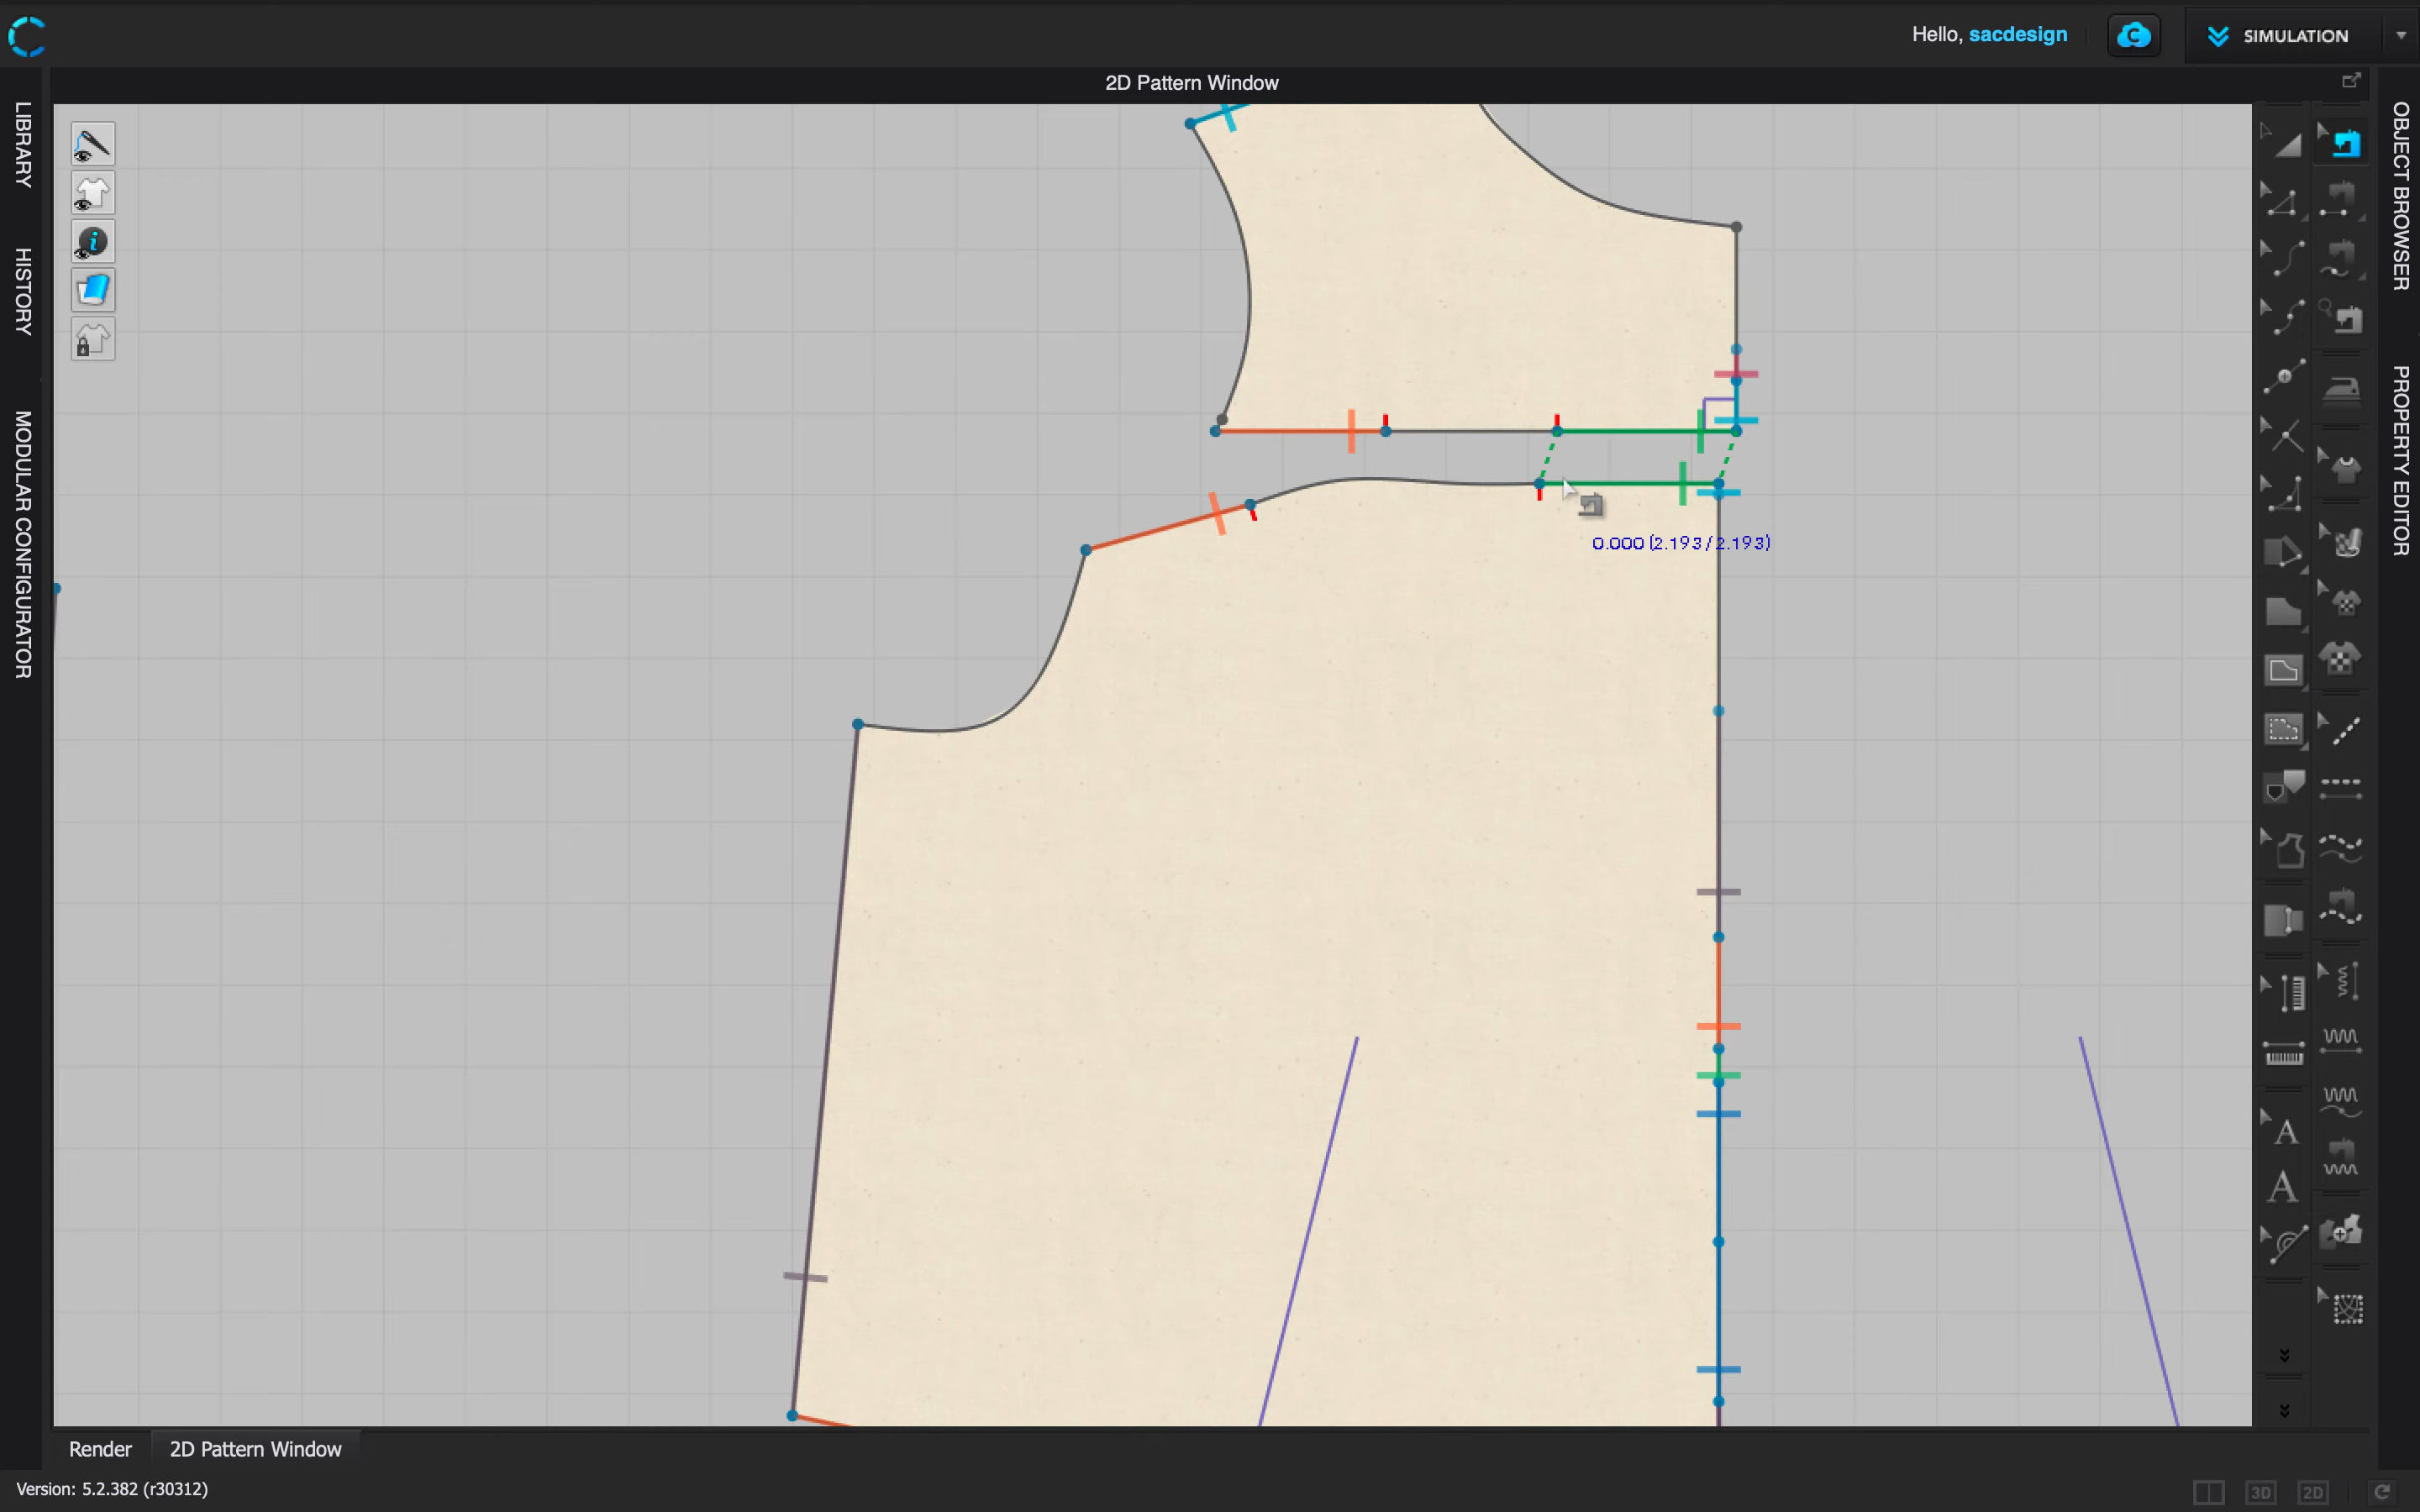 Hello, sacdesign
SIMULATION
2D Pattern Window
LIBRARY
HISTORY
MODULAR CONFIGURATOR
OBJECT BROWSER
PROPERTY EDITOR
0.000 (2.193 / 2.193)
A
A
Render
2D Pattern Window
Version: 5.2.382 (r30312)
3D
2D